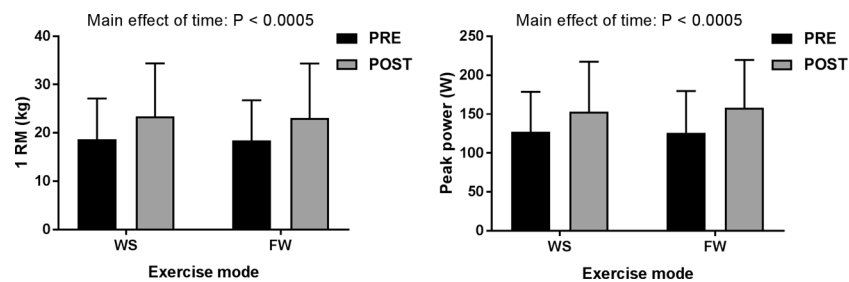 Main effect of time: P < 0.0005
PRE
POST
40
30
20
10
0
1 RM (kg)
WS
FW
Exercise mode
Main effect of time: P < 0.0005
PRE
POST
250
200
150
100
50
0
Peak power (W)
WS
FW
Exercise mode